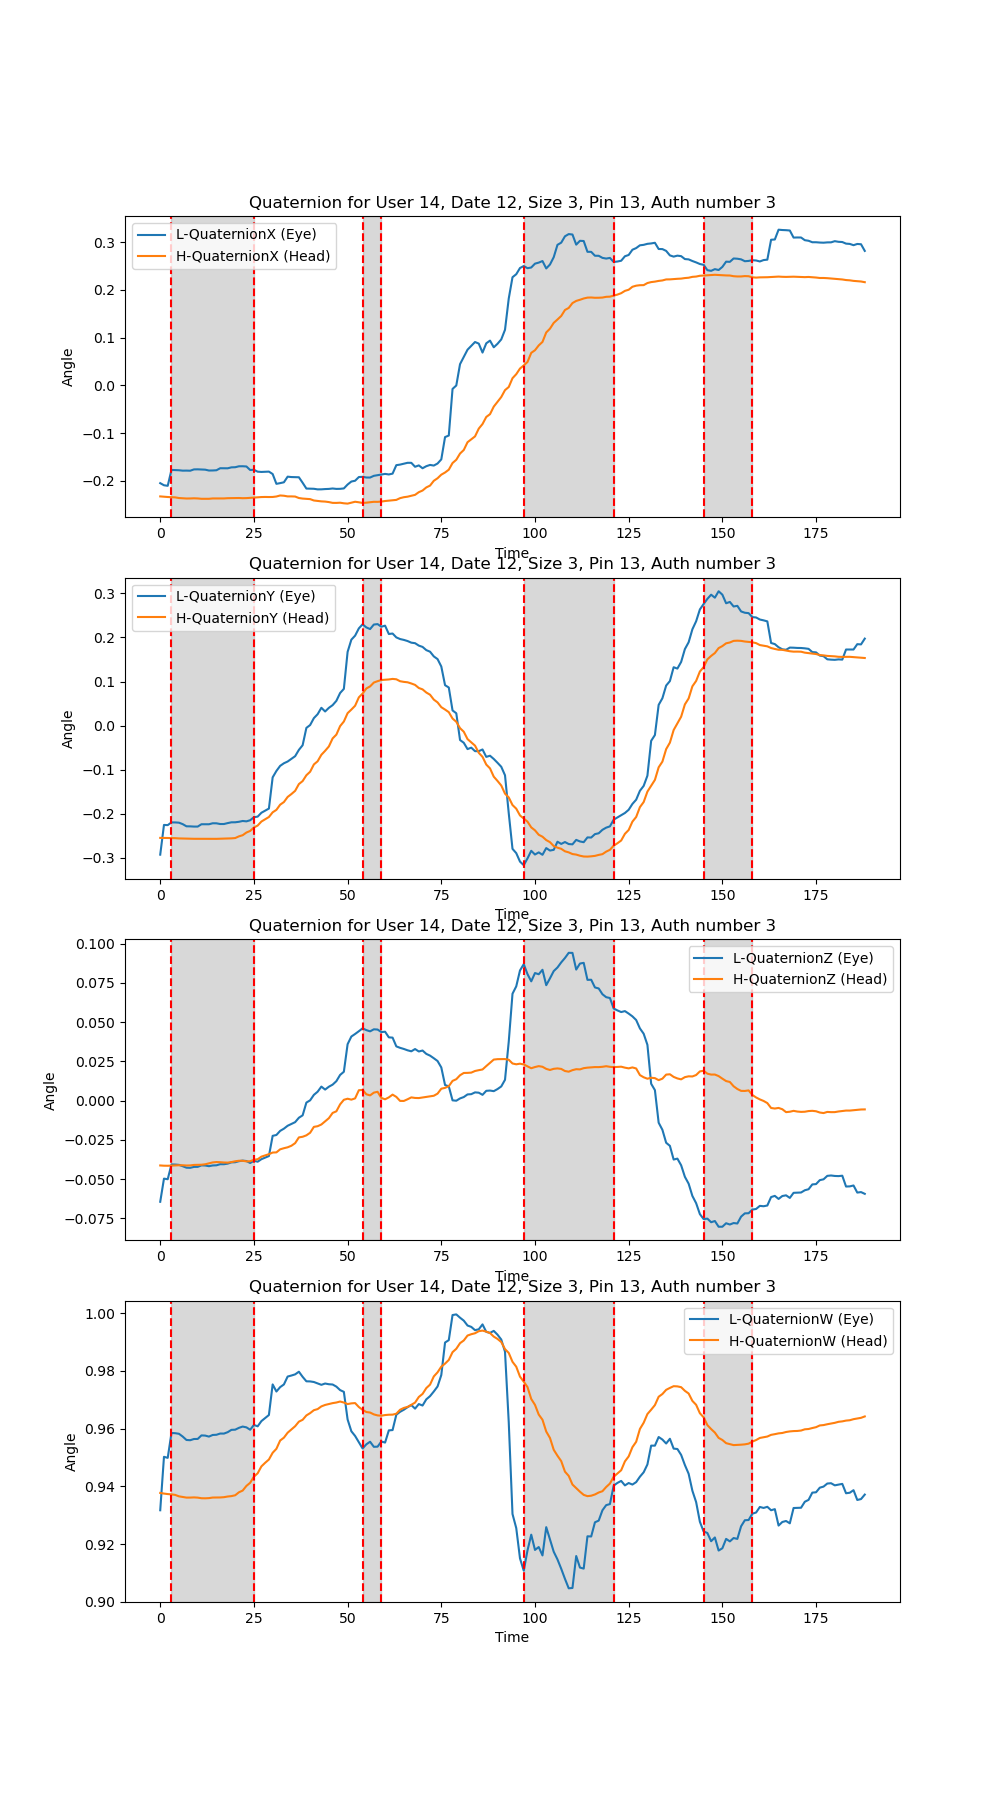 Quaternion for User 14, Date 12, Size 3, Pin 13, Auth number 3
L-QuaternionX (Eye)
H-QuaternionX (Head)
0.3
0.2
0.1
0.0
−0.1
−0.2
Angle
0 25 50 75 100 125 150 175
Time
Quaternion for User 14, Date 12, Size 3, Pin 13, Auth number 3
L-QuaternionY (Eye)
H-QuaternionY (Head)
0.3
0.2
0.1
0.0
−0.1
−0.2
−0.3
Angle
0 25 50 75 100 125 150 175
Time
Quaternion for User 14, Date 12, Size 3, Pin 13, Auth number 3
L-QuaternionZ (Eye)
H-QuaternionZ (Head)
0.100
0.075
0.050
0.025
0.000
−0.025
−0.050
−0.075
Angle
0 25 50 75 100 125 150 175
Time
Quaternion for User 14, Date 12, Size 3, Pin 13, Auth number 3
L-QuaternionW (Eye)
H-QuaternionW (Head)
1.00
0.98
0.96
0.94
0.92
0.90
Angle
0 25 50 75 100 125 150 175
Time